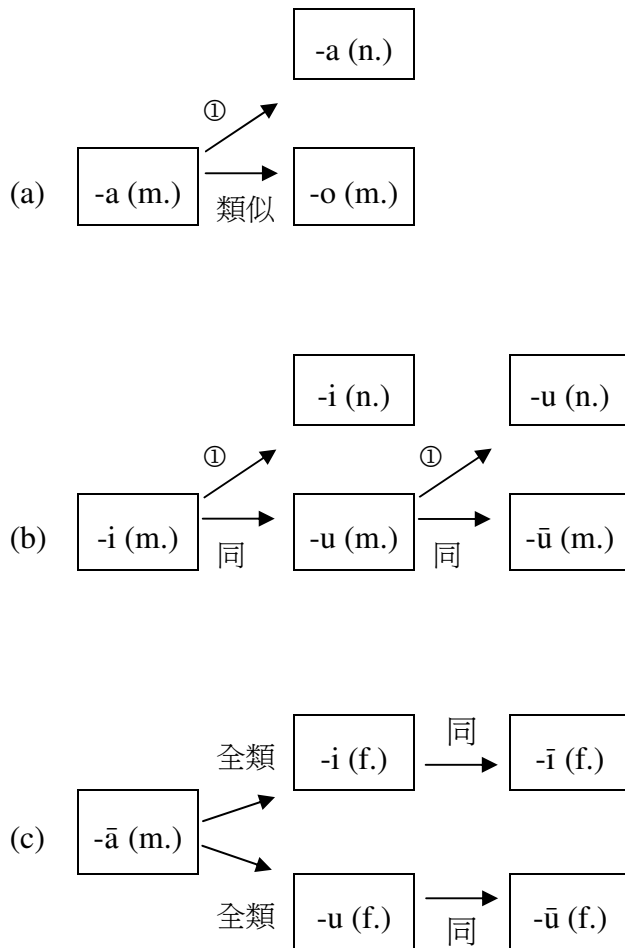 -a (n.)
①
(a) -a (m.) -o (m.)
類似
-i (n.) -u (n.)
① ①
(b) -i (m.) -u (m.) -ū (m.)
同 同
全類 -i (f.) 同 -ī (f.)
(c) -ā (m.)
全類 -u (f.) 同 -ū (f.)